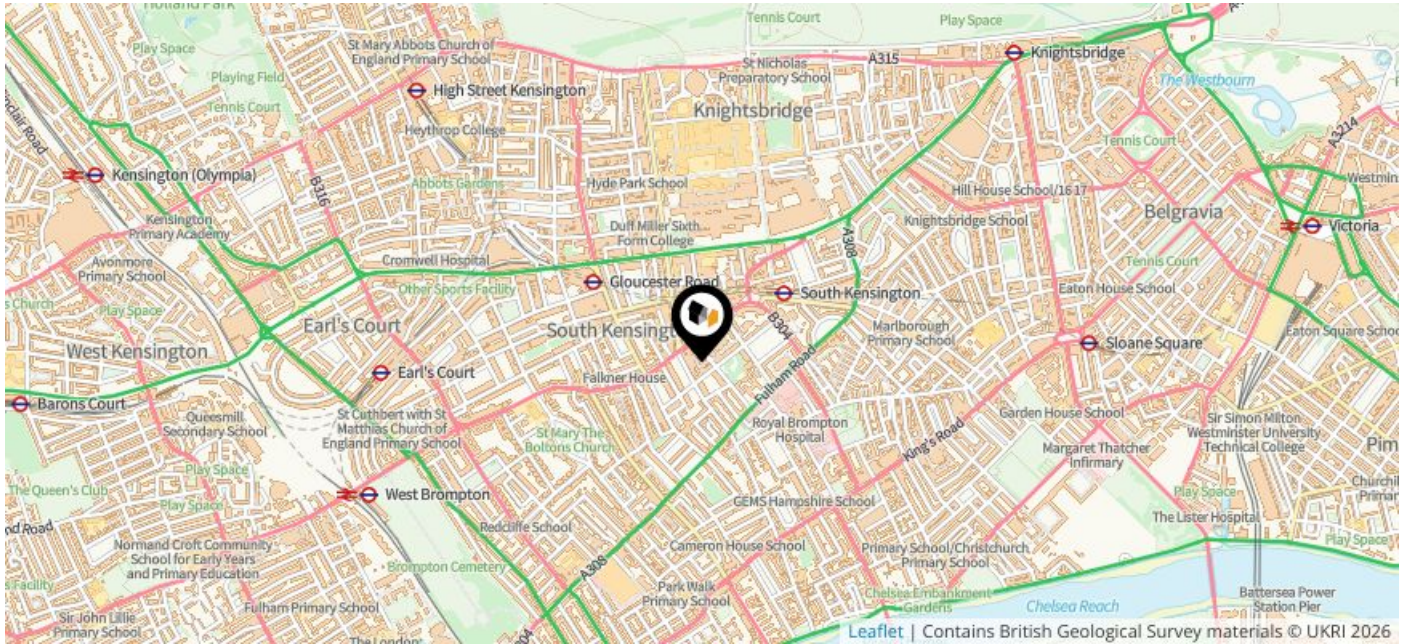 Holland Park
Tennis Court
Play Space
Play Space
St Mary Abbots Church of
England Primary School
St Nicholas
Preparatory School
A315
Knightsbridge
Playing Field
High Street Kensington
The Westbourn
Tennis Court
Knightsbridge
Heythrop College
Tennis Court
A3214
Kensington (Olympia)
B316
Abbots Gardens
Hyde Park School
Hill House School/16 17
Kensington
Primary Academy
Duff Miller Sixth
Form College
Knightsbridge School
Belgravia
Victoria
Avonmore
Primary School
Cromwell Hospital
A308
Tennis Court
Other Sports Facility
Gloucester Road
South Kensington
Eaton House School
s Church
Play Space
Earl's Court
South Kensingt
B304
Marlborough
Primary School
Sloane Square
West Kensington
Earl's Court
Falkner House
Fulham Road
Barons Court
Queesmill
Secondary School
St Cuthbert with St
Matthias Church of
England Primary School
St Mary The
Boltons Church
Royal Brompton
Hospital
King's Road
Garden House School
Margaret Thatcher
Infirmary
Sir Simon Milton
Westminster University
Technical College
Pim
Play Space
The Queen's Club
Play Space
West Brompton
GEMS Hampshire School
Play Space
The Lister Hospital
Redcliffe School
Normand Croft Community
School for Early Years
and Primary Education
Brompton Cemetery
Cameron House School
Primary School/Christchurch
Primary School
Play Space
A308
Park Walk
Primary School
Chelsea Embankment
Gardens
Chelsea Reach
Battersea Power
Station Pier
Sir John Lillie
Primary School
Fulham Primary School
The London
Leaflet | Contains British Geological Survey materials © UKRI 2026